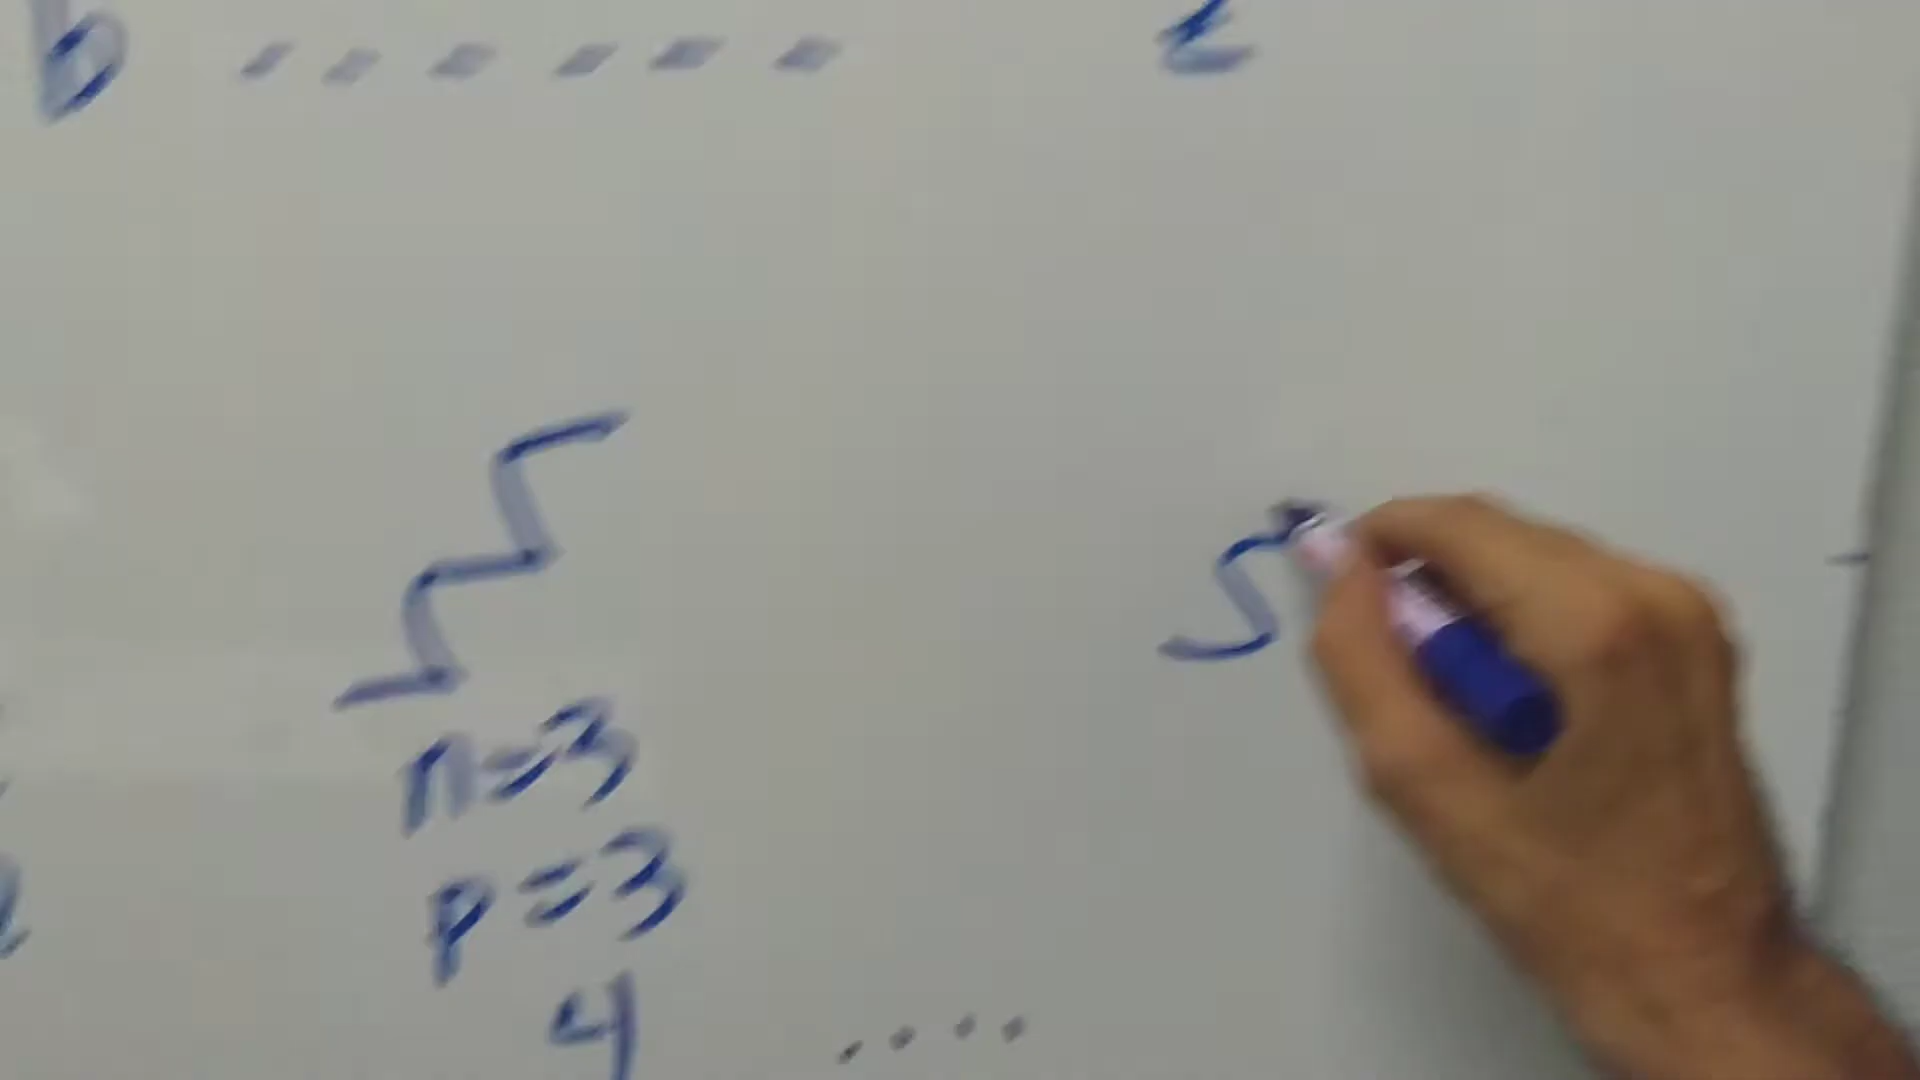 b - - - - - - z
n=3
p=3
4 ....